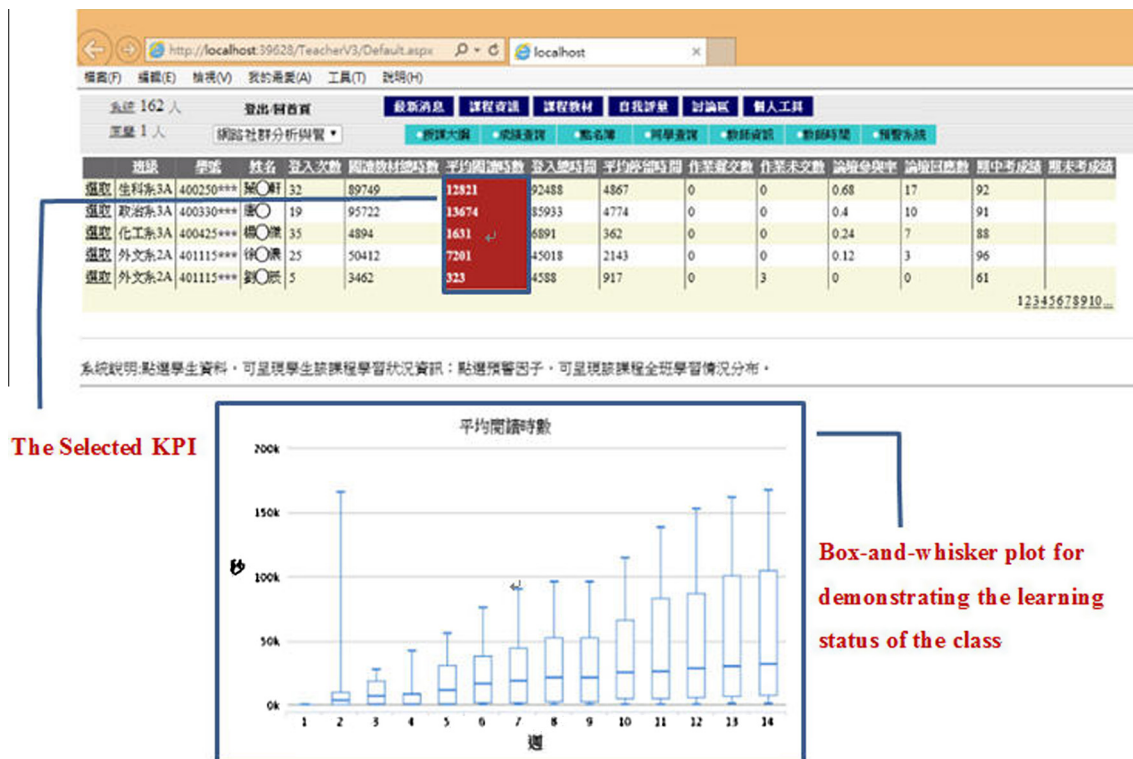 http://localhost:39628/TeacherV3/Default.aspx
localhost
檔案(F) 編輯(E) 檢視(V) 我的最愛(A) 工具(T) 說明(H)
系統 162 人 登出/回首頁 最新消息 課程資訊 課程教材 自我評量 討論區 個人工具
1 人 網路社群分析與 授課大綱 成績查詢 點名簿 同學查詢 教師資訊 教師時間 預警系統
班級 學號 姓名 登入次數 閱讀教材總時數 平均閱讀時數 登入總時間 平均停留時間 作業繳交數 作業未交數 論壇參與率 論壇回應數 期中考成績 期末考成績
選取 生科系3A 400250*** 軒 32 89749 12821 92488 4867 0 0 0.68 17 92
選取 政治系3A 400330*** 唐○ 19 95722 13674 85933 4774 0 0 0.4 10 91
選取 化工系3A 400425*** 楊○ 35 4894 1631 6891 362 0 0 0.24 7 88
選取 外文系2A 401115*** 徐○ 25 50412 7201 45018 2143 0 0 0.12 3 96
選取 外文系2A 401115*** 劉○辰 5 3462 323 4588 917 0 3 0 0 61
12345678910...
系統說明:點選學生資料，可呈現學生該課程學習狀況資訊；點選預警因子，可呈現該課程全班學習情況分布。
The Selected KPI
平均閱讀時數
200k
150k
秒
100k
50k
0k
1 2 3 4 5 6 7 8 9 10 11 12 13 14
週
Box-and-whisker plot for
demonstrating the learning
status of the class